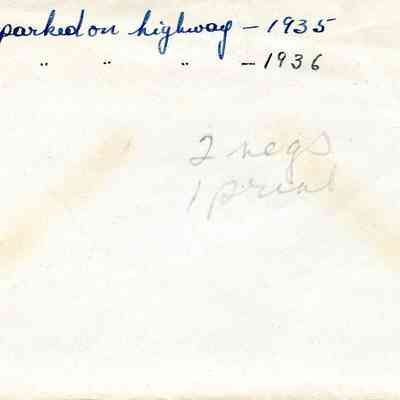 parked on highway - 1935
" " " - 1936
2 negs
1 print